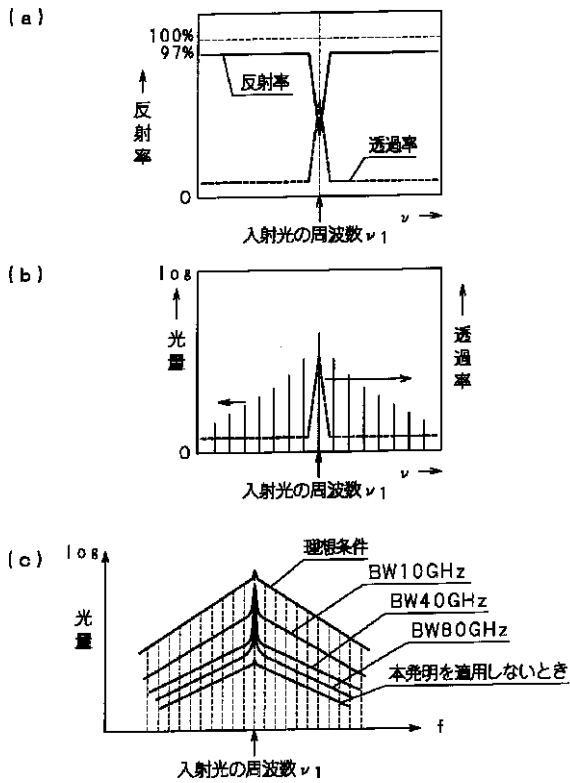 (a)
100%
97%
反射率
反射率
透過率
0
ν
入射光の周波数ν1
(b)
log
光量
透過率
0
ν
入射光の周波数ν1
(c)
log
光量
理想条件
BW10GHz
BW40GHz
BW80GHz
本発明を適用しないとき
f
入射光の周波数ν1